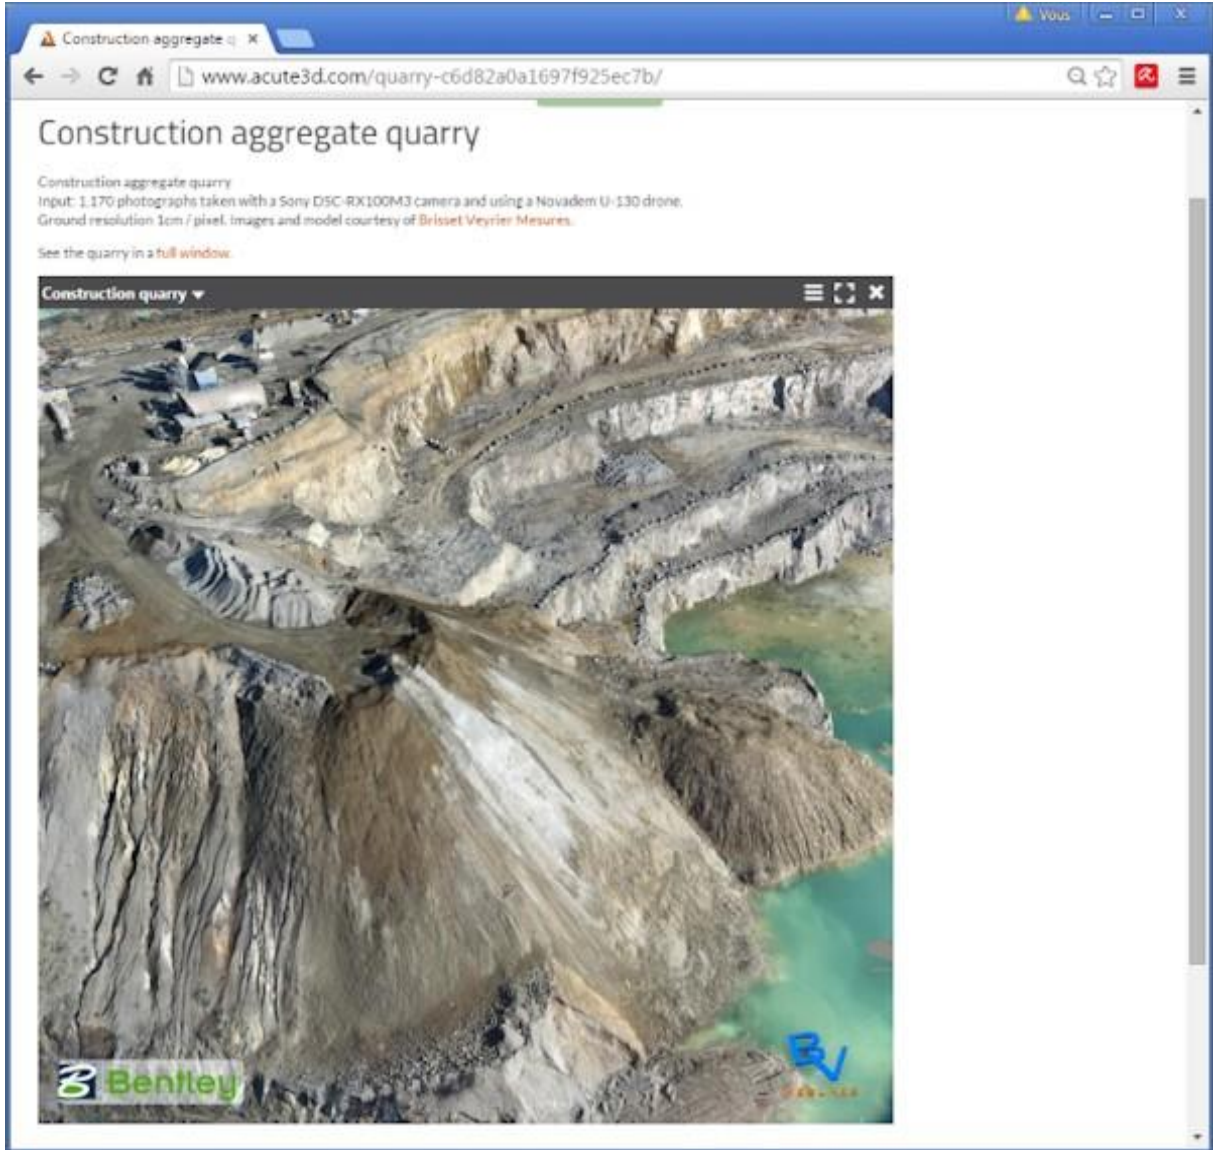 Vous
Construction aggregate q
www.acute3d.com/quarry-c6d82a0a1697f925ec7b/
Construction aggregate quarry
Construction aggregate quarry
Input: 1.170 photographs taken with a Sony DSC-RX100M3 camera and using a Novadem U-130 drone.
Ground resolution 1cm / pixel. Images and model courtesy of Brisset Veyrier Mesures.
See the quarry in a full window.
Construction quarry
Bentley
BV